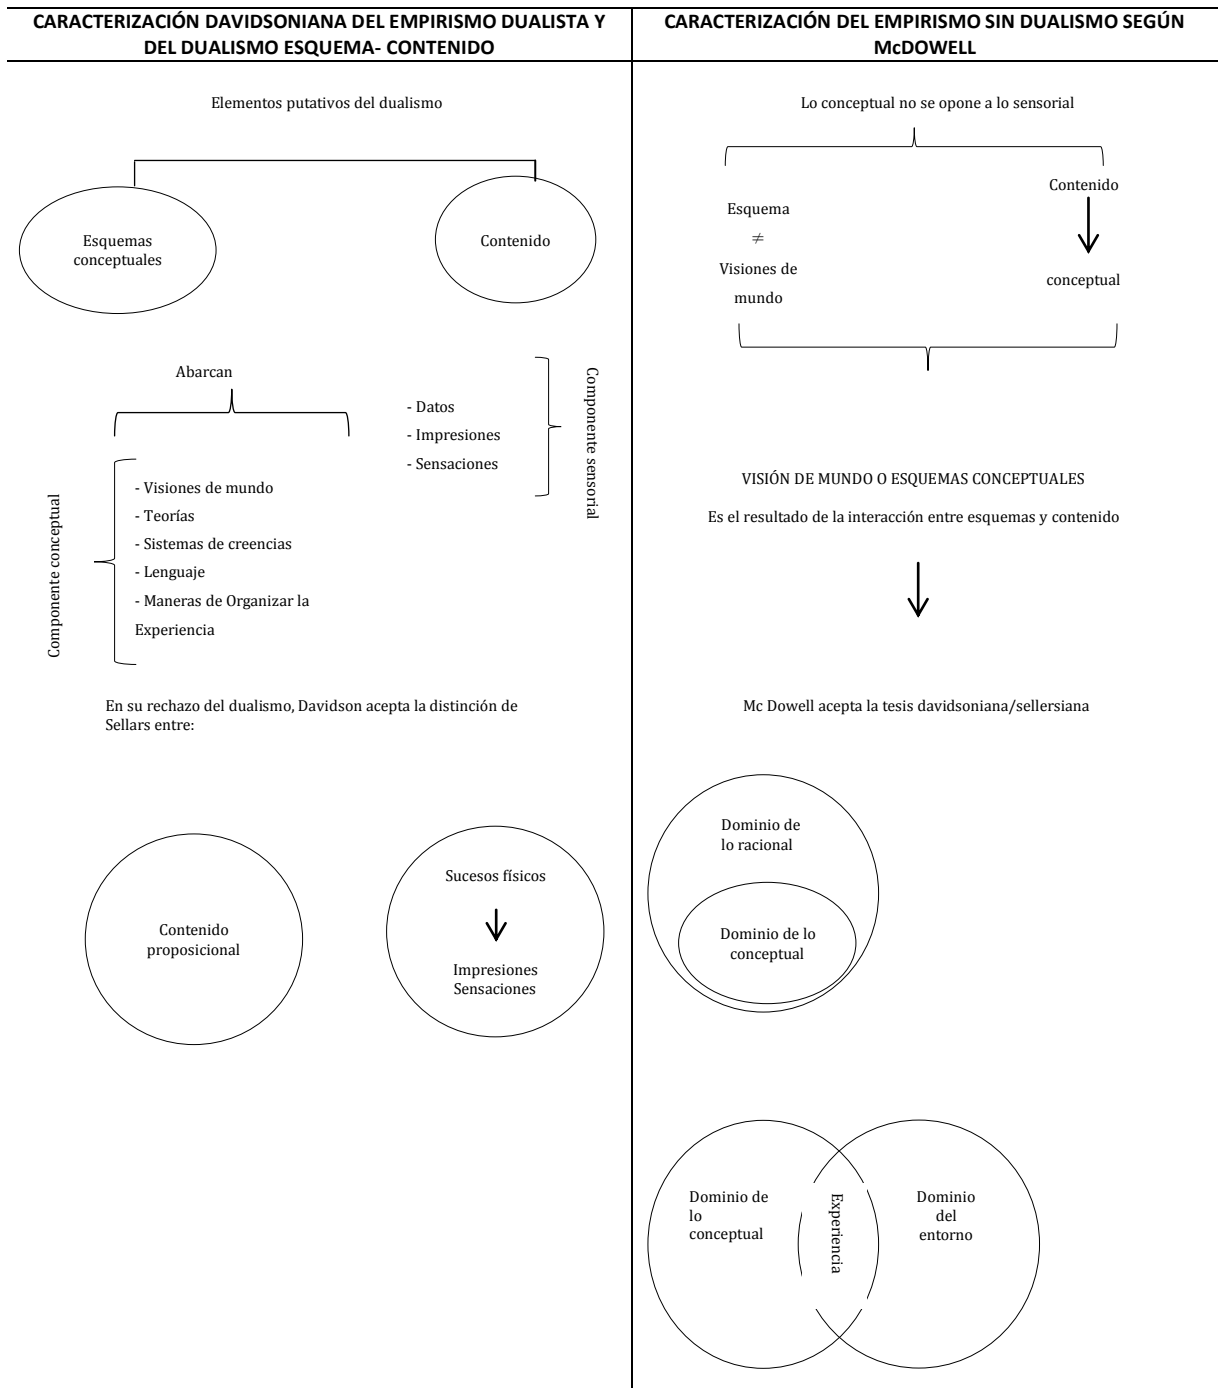 CARACTERIZACIÓN DAVIDSONIANA DEL EMPIRISMO DUALISTA Y
DEL DUALISMO ESQUEMA- CONTENIDO
Elementos putativos del dualismo
Esquemas
conceptuales
Contenido
Abarcan
- Datos
- Impresiones
- Sensaciones
Componente sensorial
Componente conceptual
- Visiones de mundo
- Teorías
- Sistemas de creencias
- Lenguaje
- Maneras de Organizar la
Experiencia
En su rechazo del dualismo, Davidson acepta la distinción de
Sellars entre:
Contenido
proposicional
Sucesos físicos
Impresiones
Sensaciones
CARACTERIZACIÓN DEL EMPIRISMO SIN DUALISMO SEGÚN
McDOWELL
Lo conceptual no se opone a lo sensorial
Esquema
≠
Visiones de
mundo
Contenido
conceptual
VISIÓN DE MUNDO O ESQUEMAS CONCEPTUALES
Es el resultado de la interacción entre esquemas y contenido
Mc Dowell acepta la tesis davidsoniana/sellersiana
Dominio de
lo racional
Dominio de lo
conceptual
Dominio de
lo
conceptual
Experiencia
Dominio
del
entorno